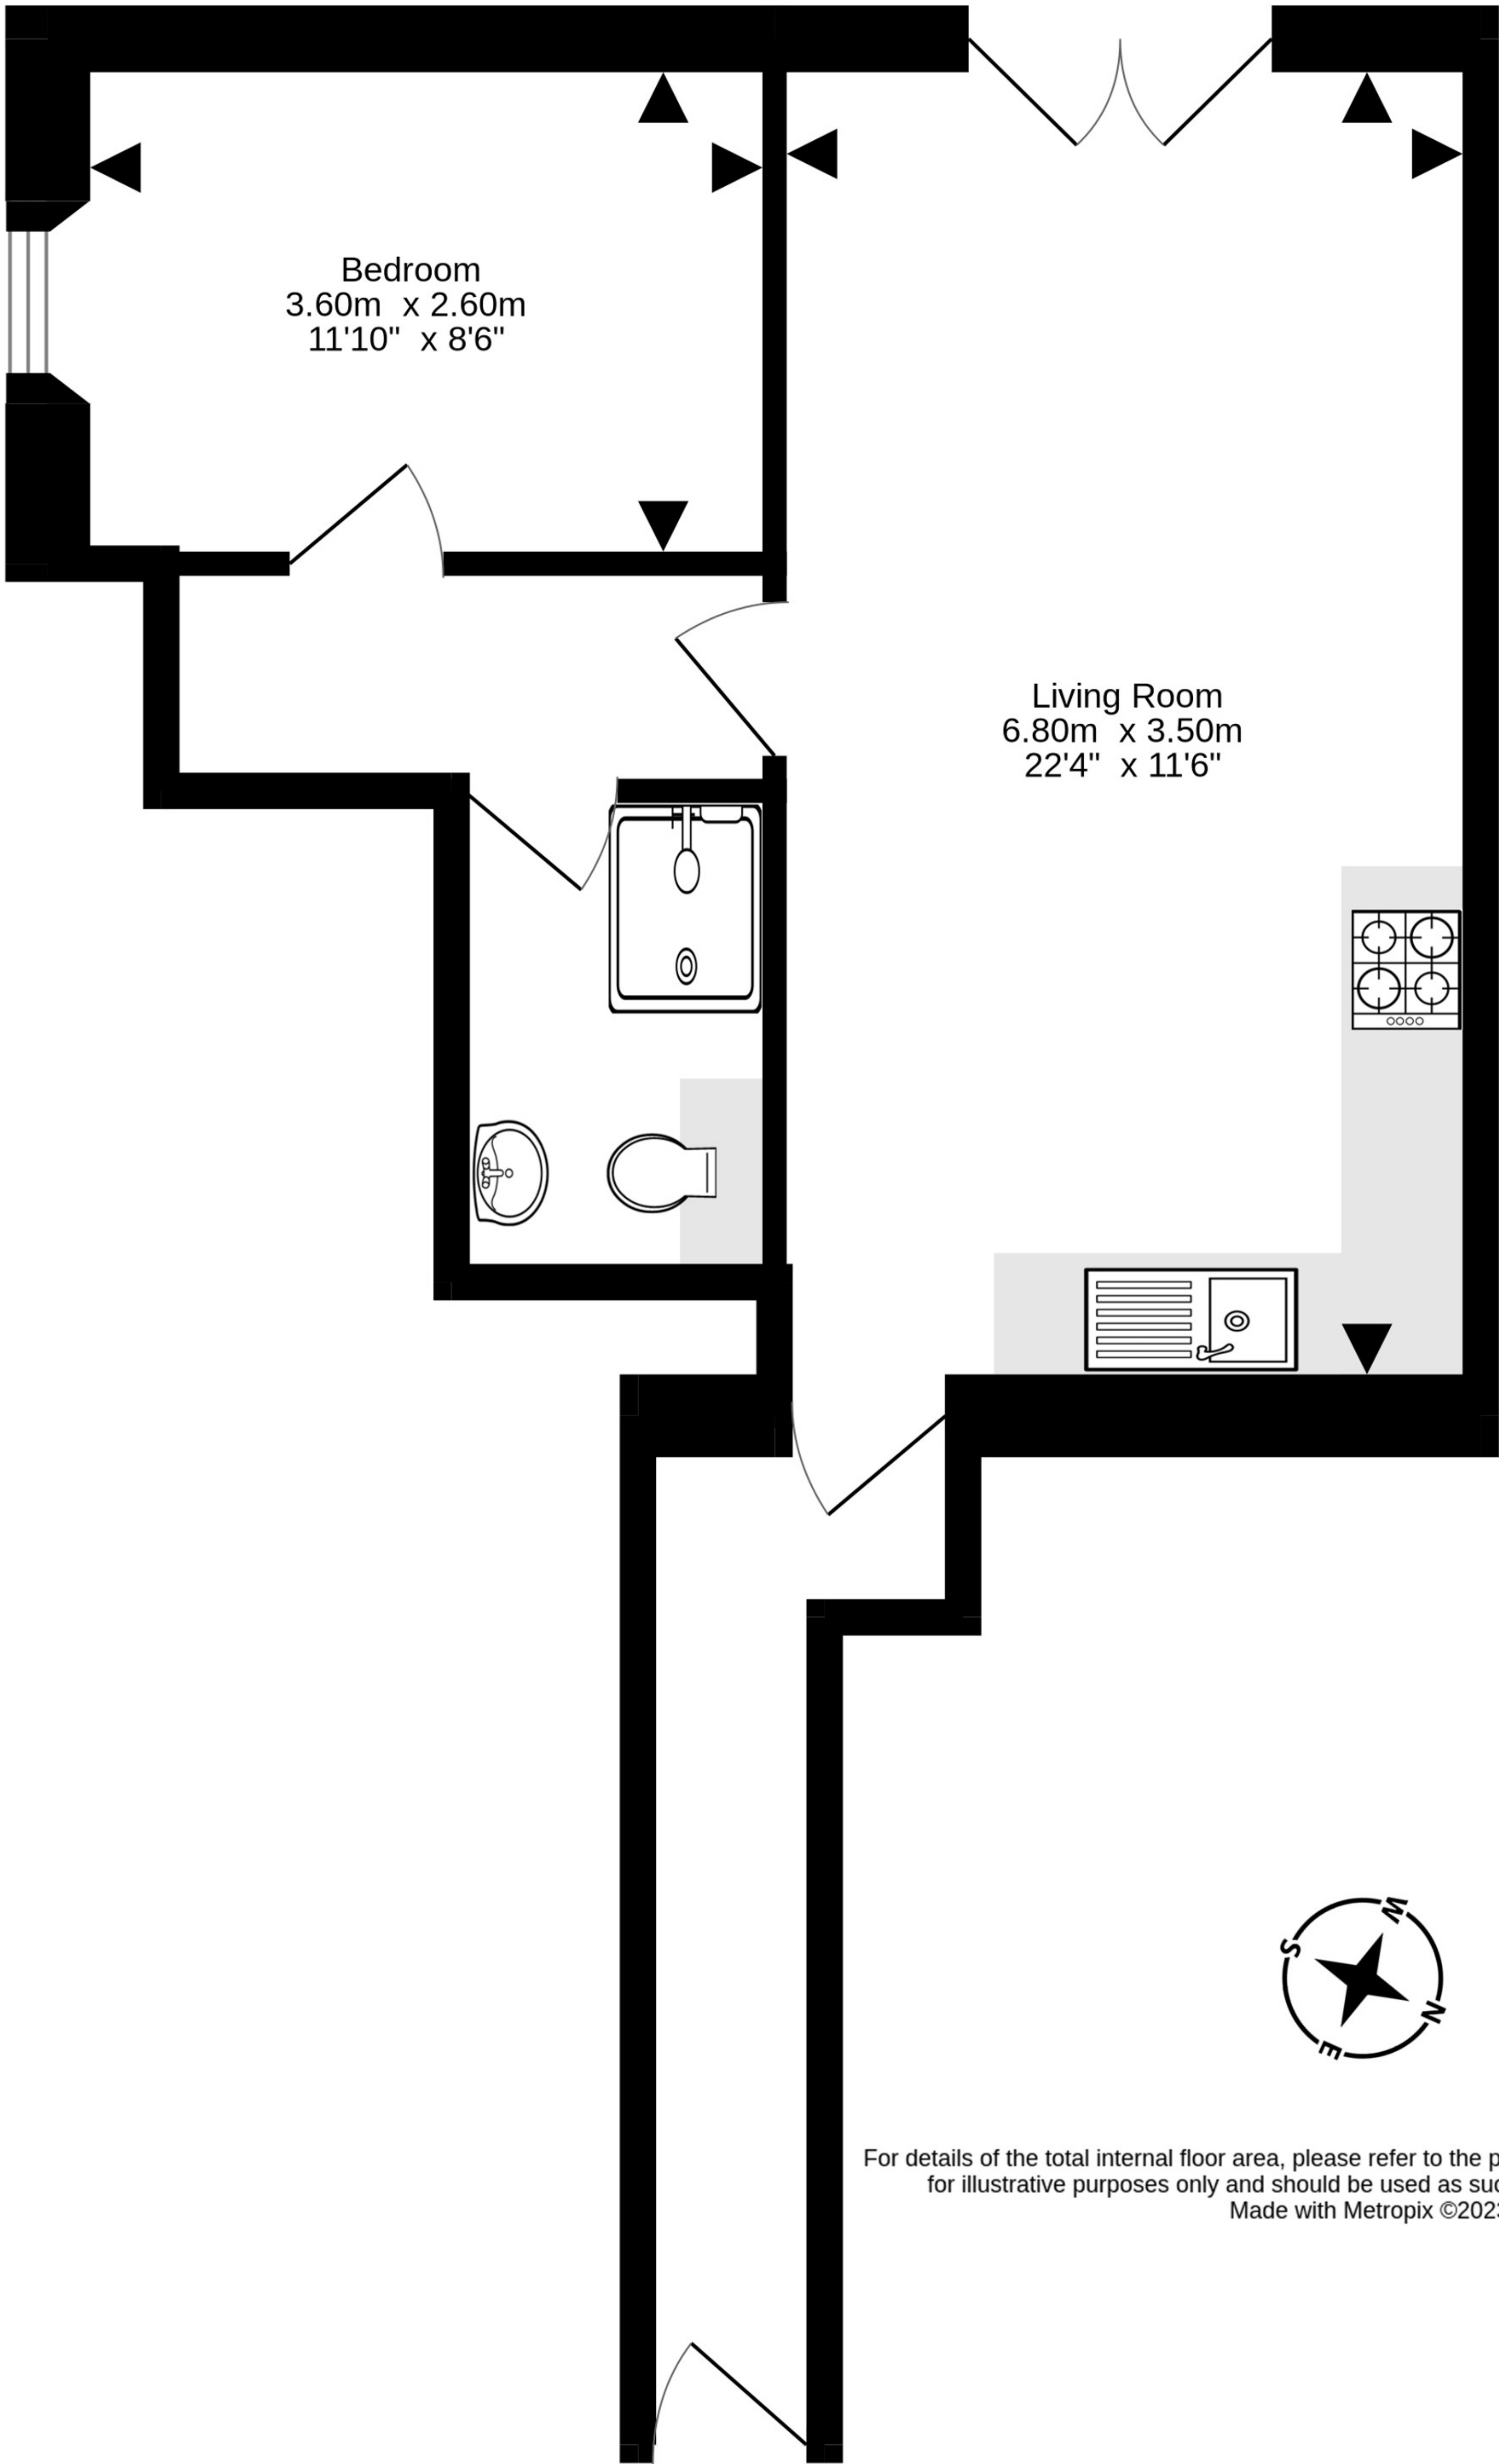 Bedroom
3.60m x 2.60m
11'10" x 8'6"
Living Room
6.80m x 3.50m
22'4" x 11'6"
W
S
N
E
For details of the total internal floor area, please refer to the
for illustrative purposes only and should be used as
Made with Metropix